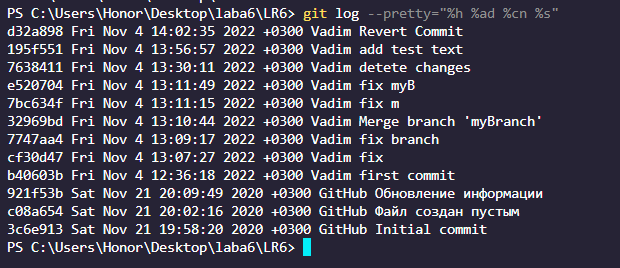 PS C:\Users\Honor\Desktop\laba6\LR6> git log --pretty="%h %ad %cn %s"
d32a898 Fri Nov 4 14:02:35 2022 +0300 Vadim Revert Commit
195f551 Fri Nov 4 13:56:57 2022 +0300 Vadim add test text
7638411 Fri Nov 4 13:30:11 2022 +0300 Vadim detete changes
e520704 Fri Nov 4 13:11:49 2022 +0300 Vadim fix myB
7bc634f Fri Nov 4 13:11:15 2022 +0300 Vadim fix m
32969bd Fri Nov 4 13:10:44 2022 +0300 Vadim Merge branch 'myBranch'
7747aa4 Fri Nov 4 13:09:17 2022 +0300 Vadim fix branch
cf30d47 Fri Nov 4 13:07:27 2022 +0300 Vadim fix
b40603b Fri Nov 4 12:36:18 2022 +0300 Vadim first commit
921f53b Sat Nov 21 20:09:49 2020 +0300 GitHub Обновление информации
c08a654 Sat Nov 21 20:02:16 2020 +0300 GitHub Файл создан пустым
3c6e913 Sat Nov 21 19:58:20 2020 +0300 GitHub Initial commit
PS C:\Users\Honor\Desktop\laba6\LR6>